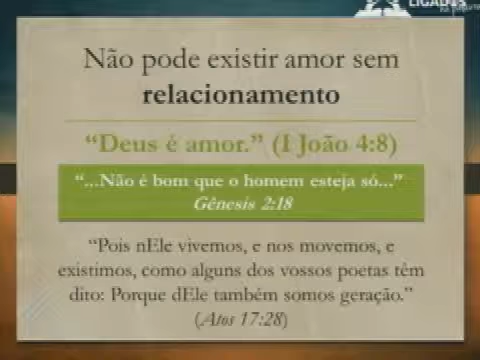 LIGADOS
Não pode existir amor sem
relacionamento
“Deus é amor.” (I João 4:8)
“...Não é bom que o homem esteja só...”
Gênesis 2:18
“Pois nEle vivemos, e nos movemos, e
existimos, como alguns dos vossos poetas têm
dito: Porque dEle também somos geração.”
(Atos 17:28)